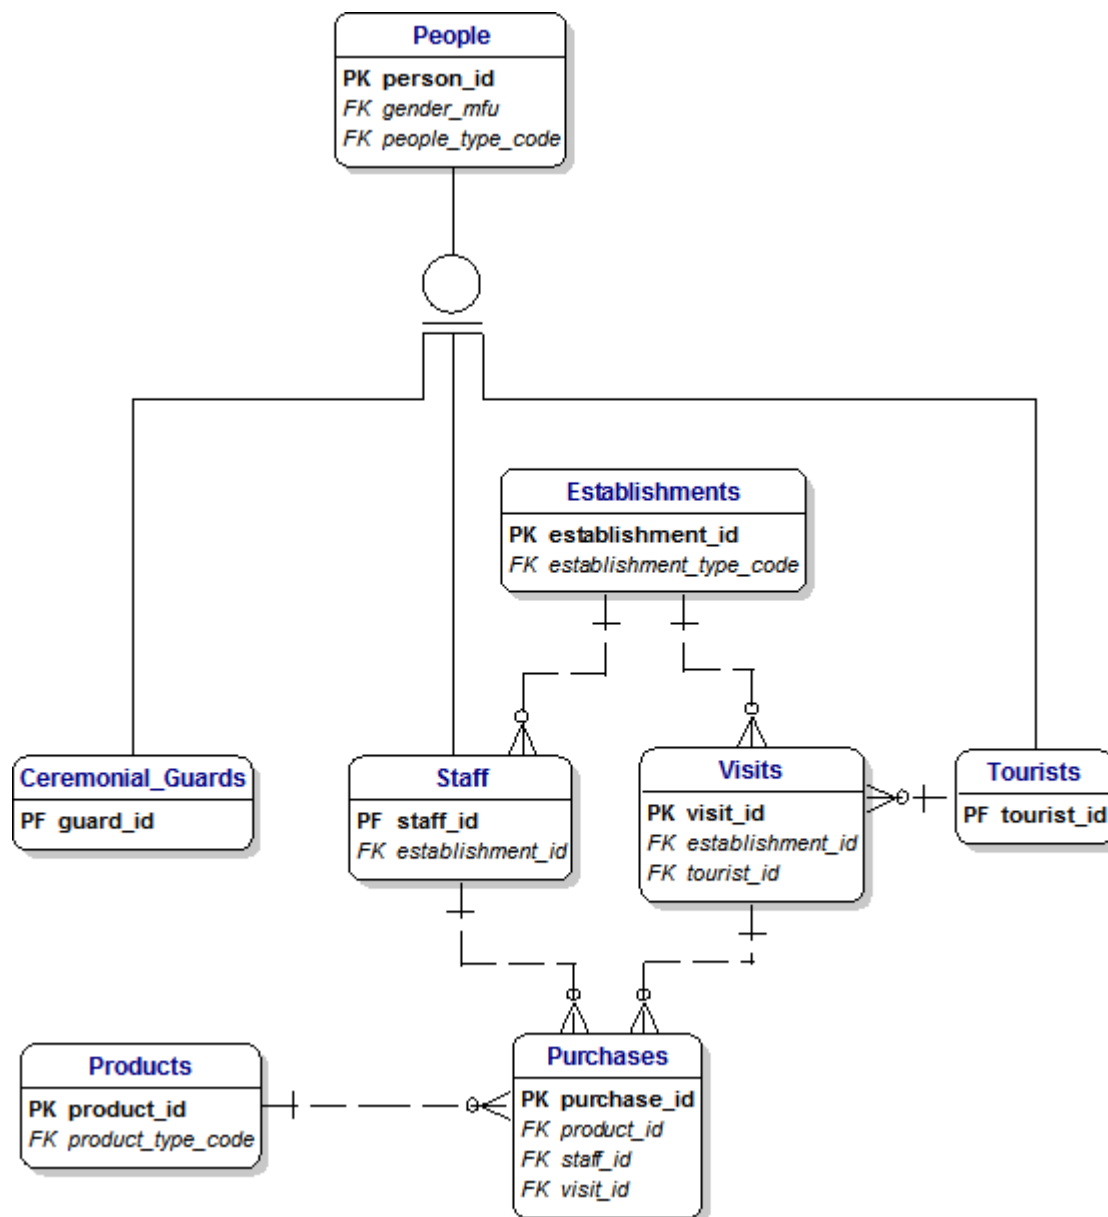 People
PK person_id
FK gender_mfu
FK people_type_code
Establishments
PK establishment_id
FK establishment_type_code
Ceremonial_Guards
PF guard_id
Staff
PF staff_id
FK establishment_id
Visits
PK visit_id
FK establishment_id
FK tourist_id
Tourists
PF tourist_id
Products
PK product_id
FK product_type_code
Purchases
PK purchase_id
FK product_id
FK staff_id
FK visit_id